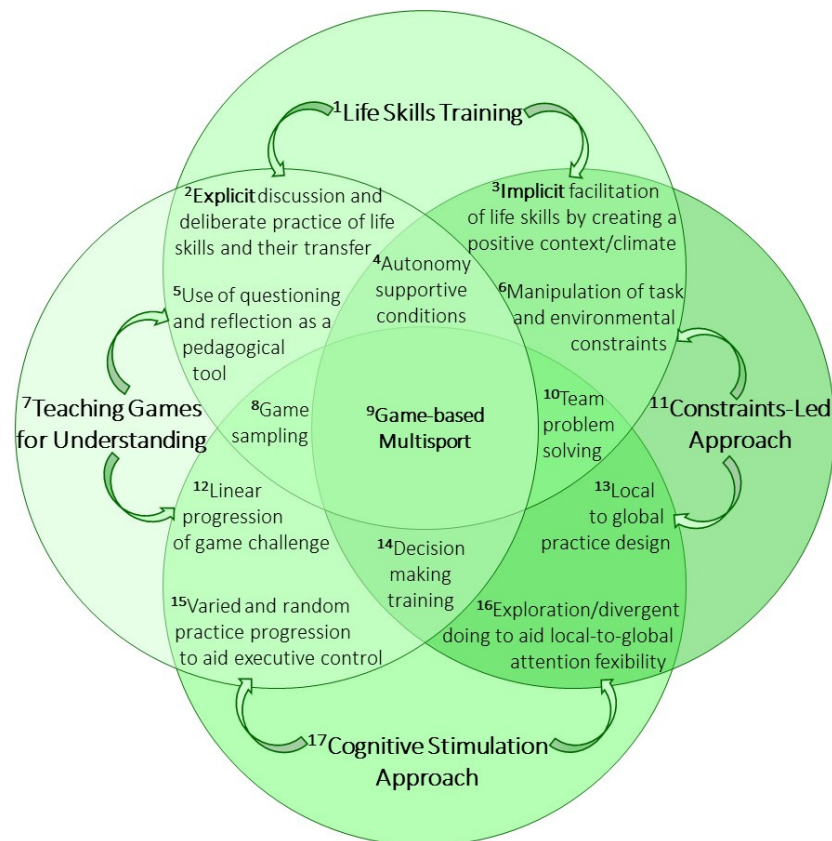 ¹Life Skills Training
²Explicit discussion and
deliberate practice of life
skills and their transfer
³Implicit facilitation
of life skills by creating a
positive context/climate
⁴Autonomy
supportive
conditions
⁵Use of questioning
and reflection as a
pedagogical
tool
⁶Manipulation of task
and environmental
constraints
⁷Teaching Games
for Understanding
⁸Game
sampling
⁹Game-based
Multisport
¹⁰Team
problem
solving
¹¹Constraints-Led
Approach
¹²Linear
progression
of game challenge
¹³Local
to global
practice design
¹⁴Decision
making
training
¹⁵Varied and random
practice progression
to aid executive control
¹⁶Exploration/divergent
doing to aid local-to-global
attention fexibility
¹⁷Cognitive Stimulation
Approach